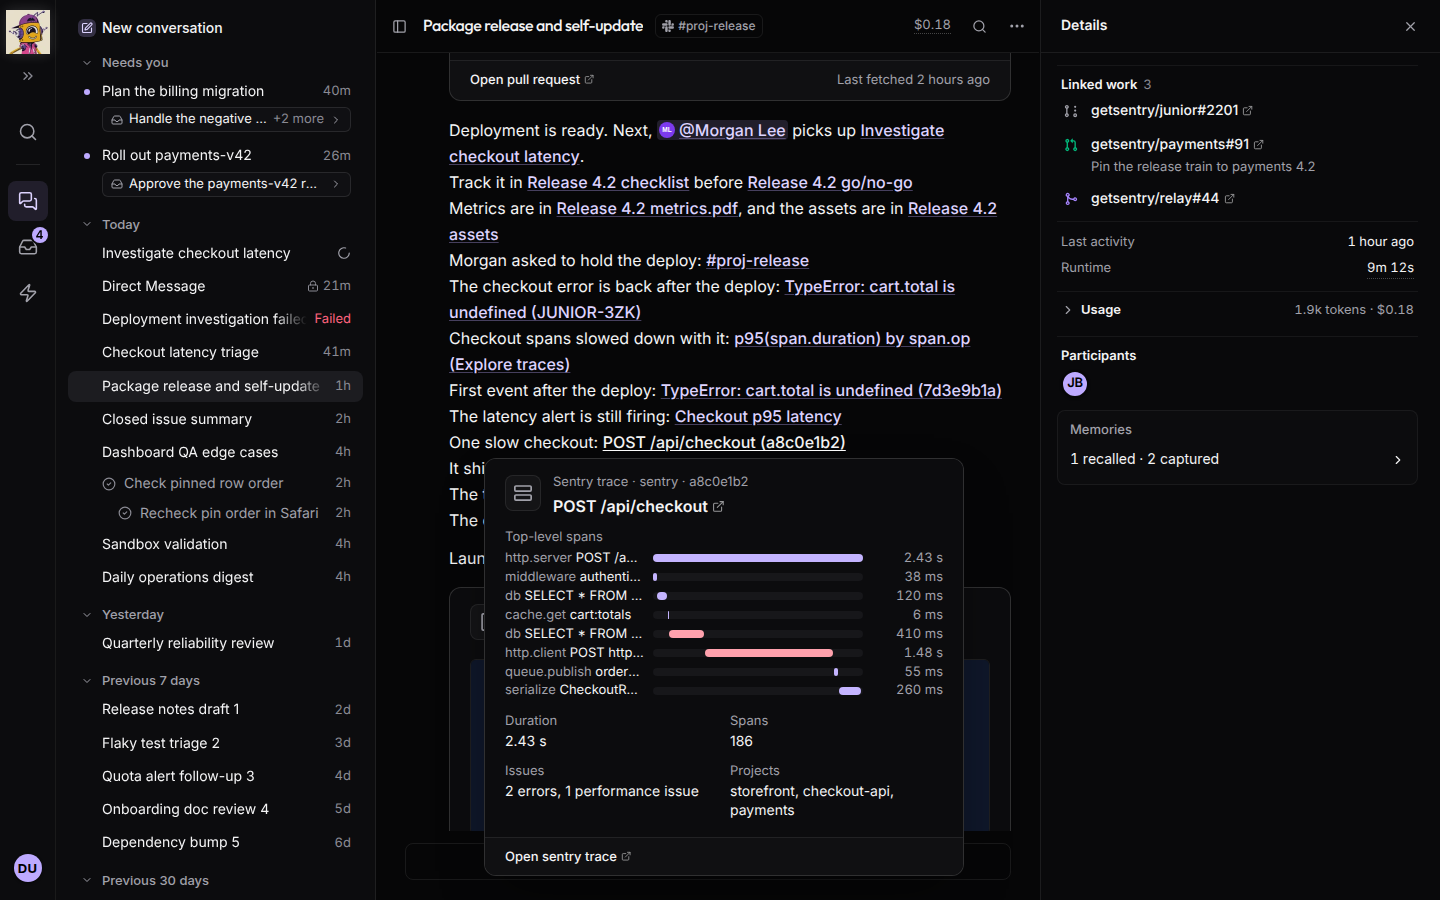 New conversation
Needs you
Plan the billing migration 40m
Handle the negative ... +2 more
Roll out payments-v42 26m
Approve the payments-v42 r...
Today
Investigate checkout latency
Direct Message 21m
Deployment investigation failed Failed
Checkout latency triage 41m
Package release and self-update 1h
Closed issue summary 2h
Dashboard QA edge cases 4h
Check pinned row order 2h
Recheck pin order in Safari 2h
Sandbox validation 4h
Daily operations digest 4h
Yesterday
Quarterly reliability review 1d
Previous 7 days
Release notes draft 1 2d
Flaky test triage 2 3d
Quota alert follow-up 3 4d
Onboarding doc review 4 5d
Dependency bump 5 6d
Previous 30 days
4
DU
Package release and self-update #proj-release $0.18
Open pull request Last fetched 2 hours ago
Deployment is ready. Next, ML @Morgan Lee picks up Investigate
checkout latency.
Track it in Release 4.2 checklist before Release 4.2 go/no-go
Metrics are in Release 4.2 metrics.pdf, and the assets are in Release 4.2
assets
Morgan asked to hold the deploy: #proj-release
The checkout error is back after the deploy: TypeError: cart.total is
undefined (JUNIOR-3ZK)
Checkout spans slowed down with it: p95(span.duration) by span.op
(Explore traces)
First event after the deploy: TypeError: cart.total is undefined (7d3e9b1a)
The latency alert is still firing: Checkout p95 latency
One slow checkout: POST /api/checkout (a8c0e1b2)
It shi
The
The
Laun
Sentry trace · sentry · a8c0e1b2
POST /api/checkout
Top-level spans
http.server POST /a... 2.43 s
middleware authenti... 38 ms
db SELECT * FROM ... 120 ms
cache.get cart:totals 6 ms
db SELECT * FROM ... 410 ms
http.client POST http... 1.48 s
queue.publish order... 55 ms
serialize CheckoutR... 260 ms
Duration Spans
2.43 s 186
Issues Projects
2 errors, 1 performance issue storefront, checkout-api,
payments
Open sentry trace
Details
Linked work 3
getsentry/junior#2201
getsentry/payments#91
Pin the release train to payments 4.2
getsentry/relay#44
Last activity 1 hour ago
Runtime 9m 12s
Usage 1.9k tokens · $0.18
Participants
JB
Memories
1 recalled · 2 captured